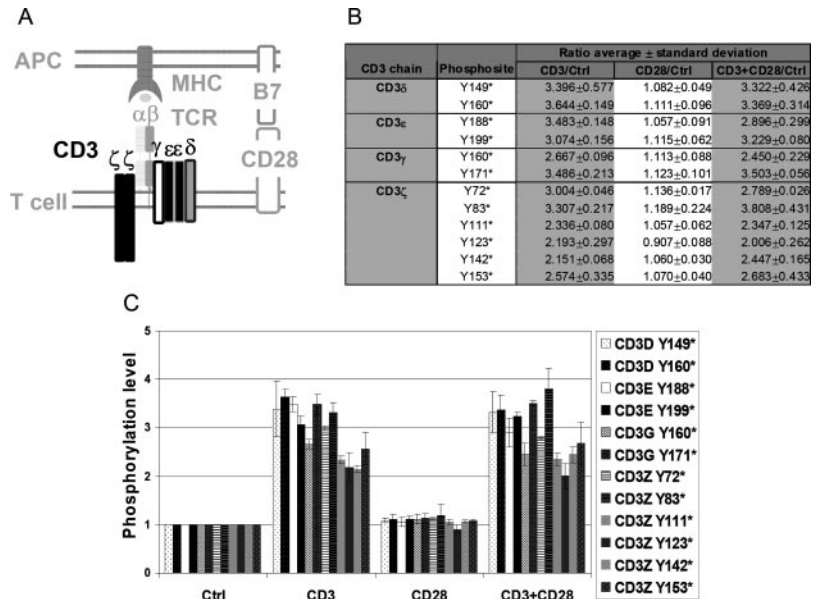 A
APC
MHC
B7
αβ TCR
CD3
ζζ
γεε δ
CD28
T cell
B
CD3 chain Phosphosite Ratio average ± standard deviation
CD3/Ctrl CD28/Ctrl CD3+CD28/Ctrl
CD3δ Y149* 3.396±0.577 1.082±0.049 3.322±0.426
Y160* 3.644±0.149 1.111±0.096 3.369±0.314
CD3ε Y188* 3.483±0.148 1.057±0.091 2.896±0.299
Y199* 3.074±0.156 1.115±0.062 3.229±0.080
CD3γ Y160* 2.667±0.096 1.113±0.088 2.450±0.229
Y171* 3.486±0.213 1.123±0.101 3.503±0.056
CD3ζ Y72* 3.004±0.046 1.136±0.017 2.789±0.026
Y83* 3.307±0.217 1.189±0.224 3.808±0.431
Y111* 2.336±0.080 1.057±0.062 2.347±0.125
Y123* 2.193±0.297 0.907±0.088 2.006±0.262
Y142* 2.151±0.068 1.060±0.030 2.447±0.165
Y153* 2.574±0.335 1.070±0.040 2.683±0.433
C
Phosphorylation level
5
4
3
2
1
0
Ctrl CD3 CD28 CD3+CD28
CD3D Y149*
CD3D Y160*
CD3E Y188*
CD3E Y199*
CD3G Y160*
CD3G Y171*
CD3Z Y72*
CD3Z Y83*
CD3Z Y111*
CD3Z Y123*
CD3Z Y142*
CD3Z Y153*